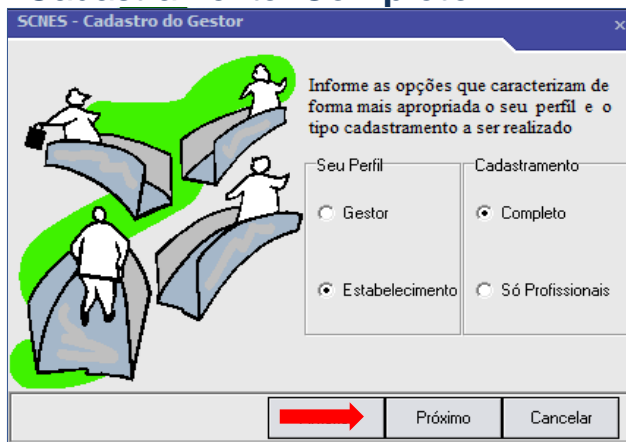 SCNES - Cadastro do Gestor
x
Informe as opções que caracterizam de
forma mais apropriada o seu perfil e o
tipo cadastramento a ser realizado
Seu Perfil
Cadastramento
Gestor
Completo
Estabelecimento
Só Profissionais
Próximo
Cancelar